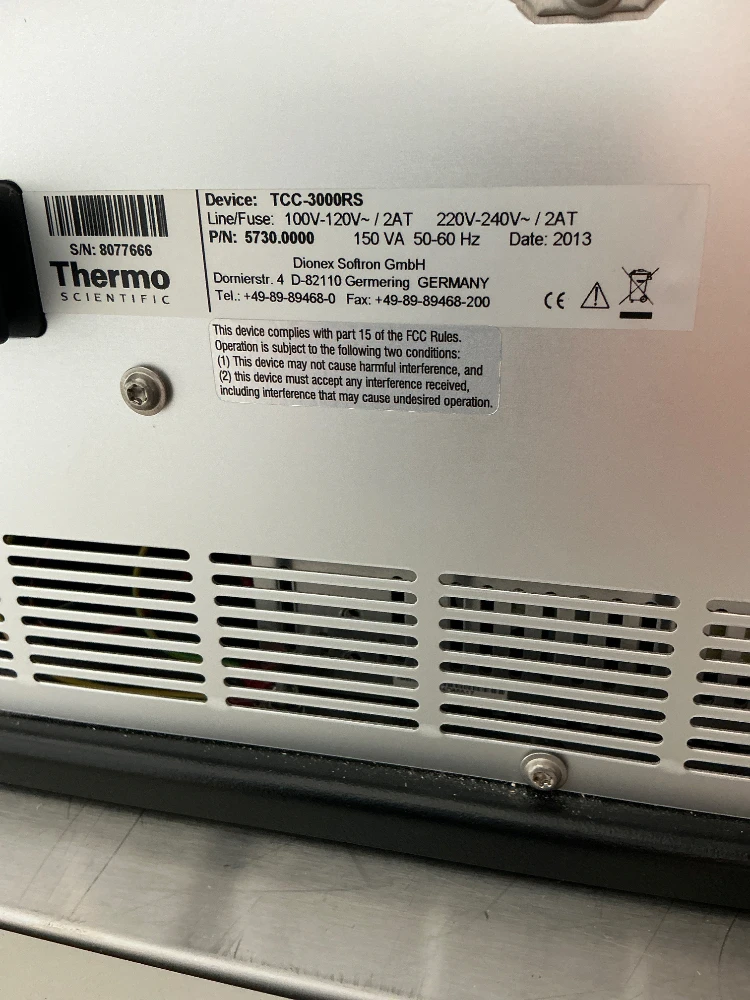 S/N: 8077666
Thermo
SCIENTIFIC
Device: TCC-3000RS
Line/Fuse: 100V-120V~ / 2AT 220V-240V~ / 2AT
P/N: 5730.0000 150 VA 50-60 Hz Date: 2013
Dionex Softron GmbH
Dornierstr. 4 D-82110 Germering GERMANY
Tel.: +49-89-89468-0 Fax: +49-89-89468-200
CE
This device complies with part 15 of the FCC Rules.
Operation is subject to the following two conditions:
(1) This device may not cause harmful interference, and
(2) this device must accept any interference received,
including interference that may cause undesired operation.